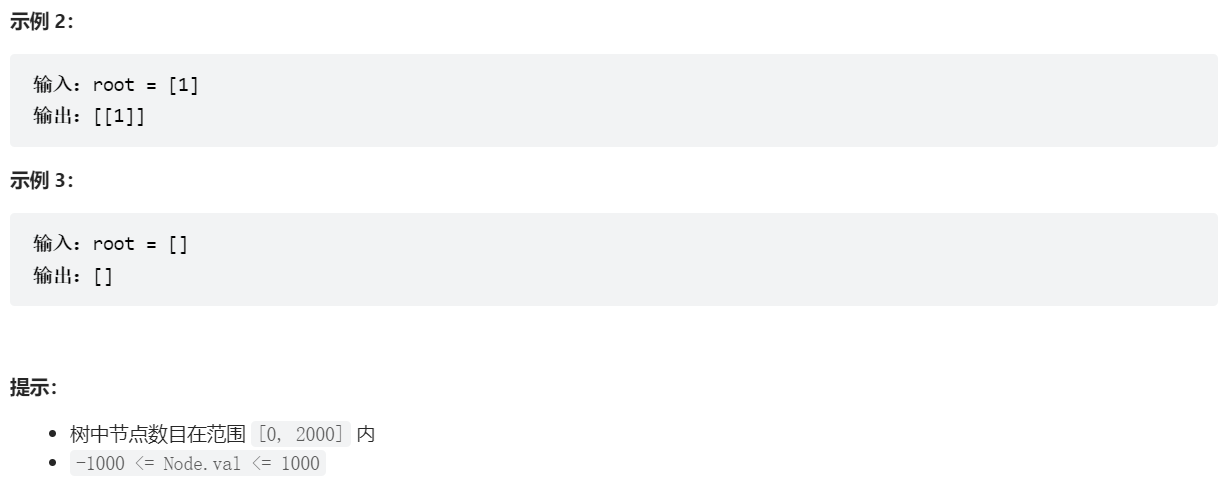 示例 2：
输入：root = [1]
输出：[[1]]
示例 3：
输入：root = []
输出：[]
提示：
树中节点数目在范围 [0, 2000] 内
-1000 <= Node.val <= 1000